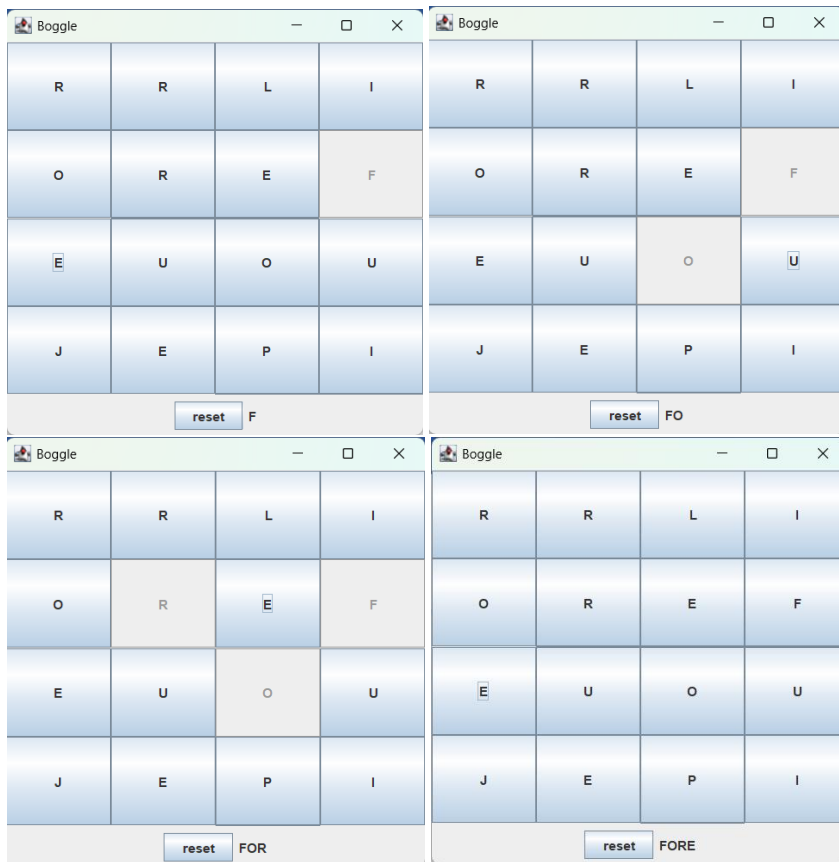 Boggle
R R L I
O R E F
E U O U
J E P I
reset F
Boggle
R R L I
O R E F
E U O U
J E P I
reset FO
Boggle
R R L I
O R E F
E U O U
J E P I
reset FOR
Boggle
R R L I
O R E F
E U O U
J E P I
reset FORE